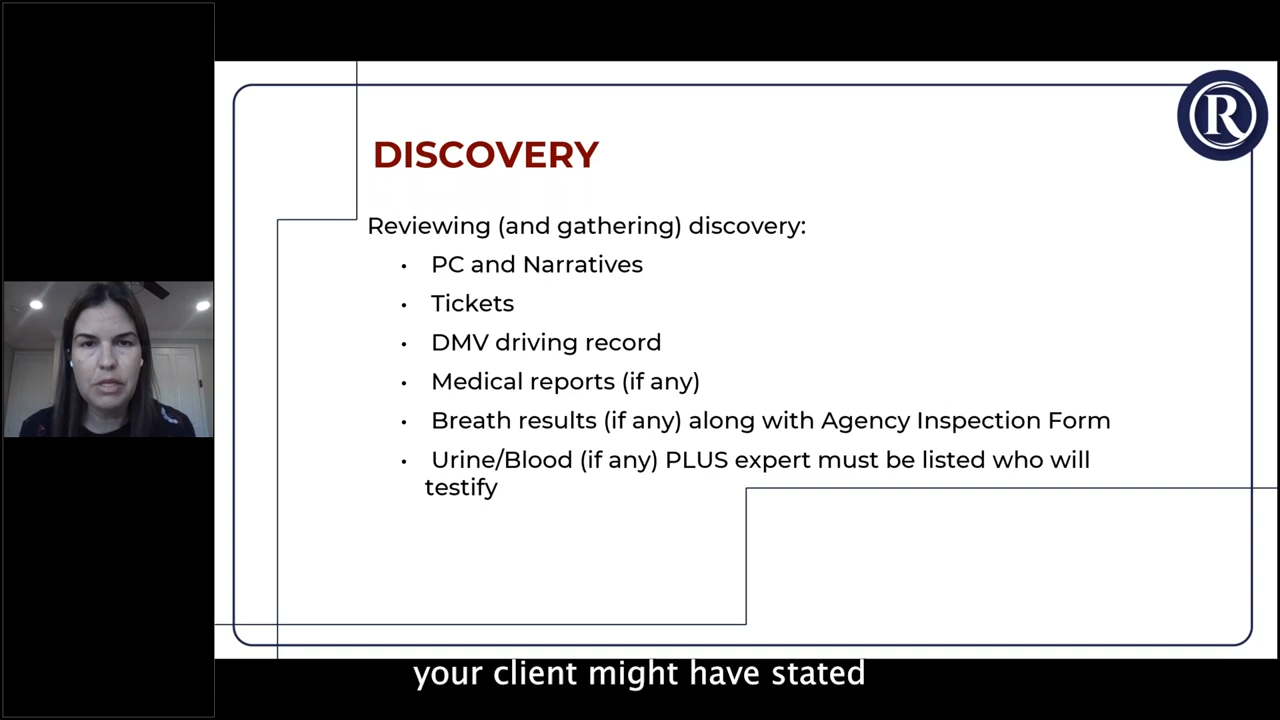 R
DISCOVERY
Reviewing (and gathering) discovery:
• PC and Narratives
• Tickets
• DMV driving record
• Medical reports (if any)
• Breath results (if any) along with Agency Inspection Form
• Urine/Blood (if any) PLUS expert must be listed who will
testify
your client might have stated